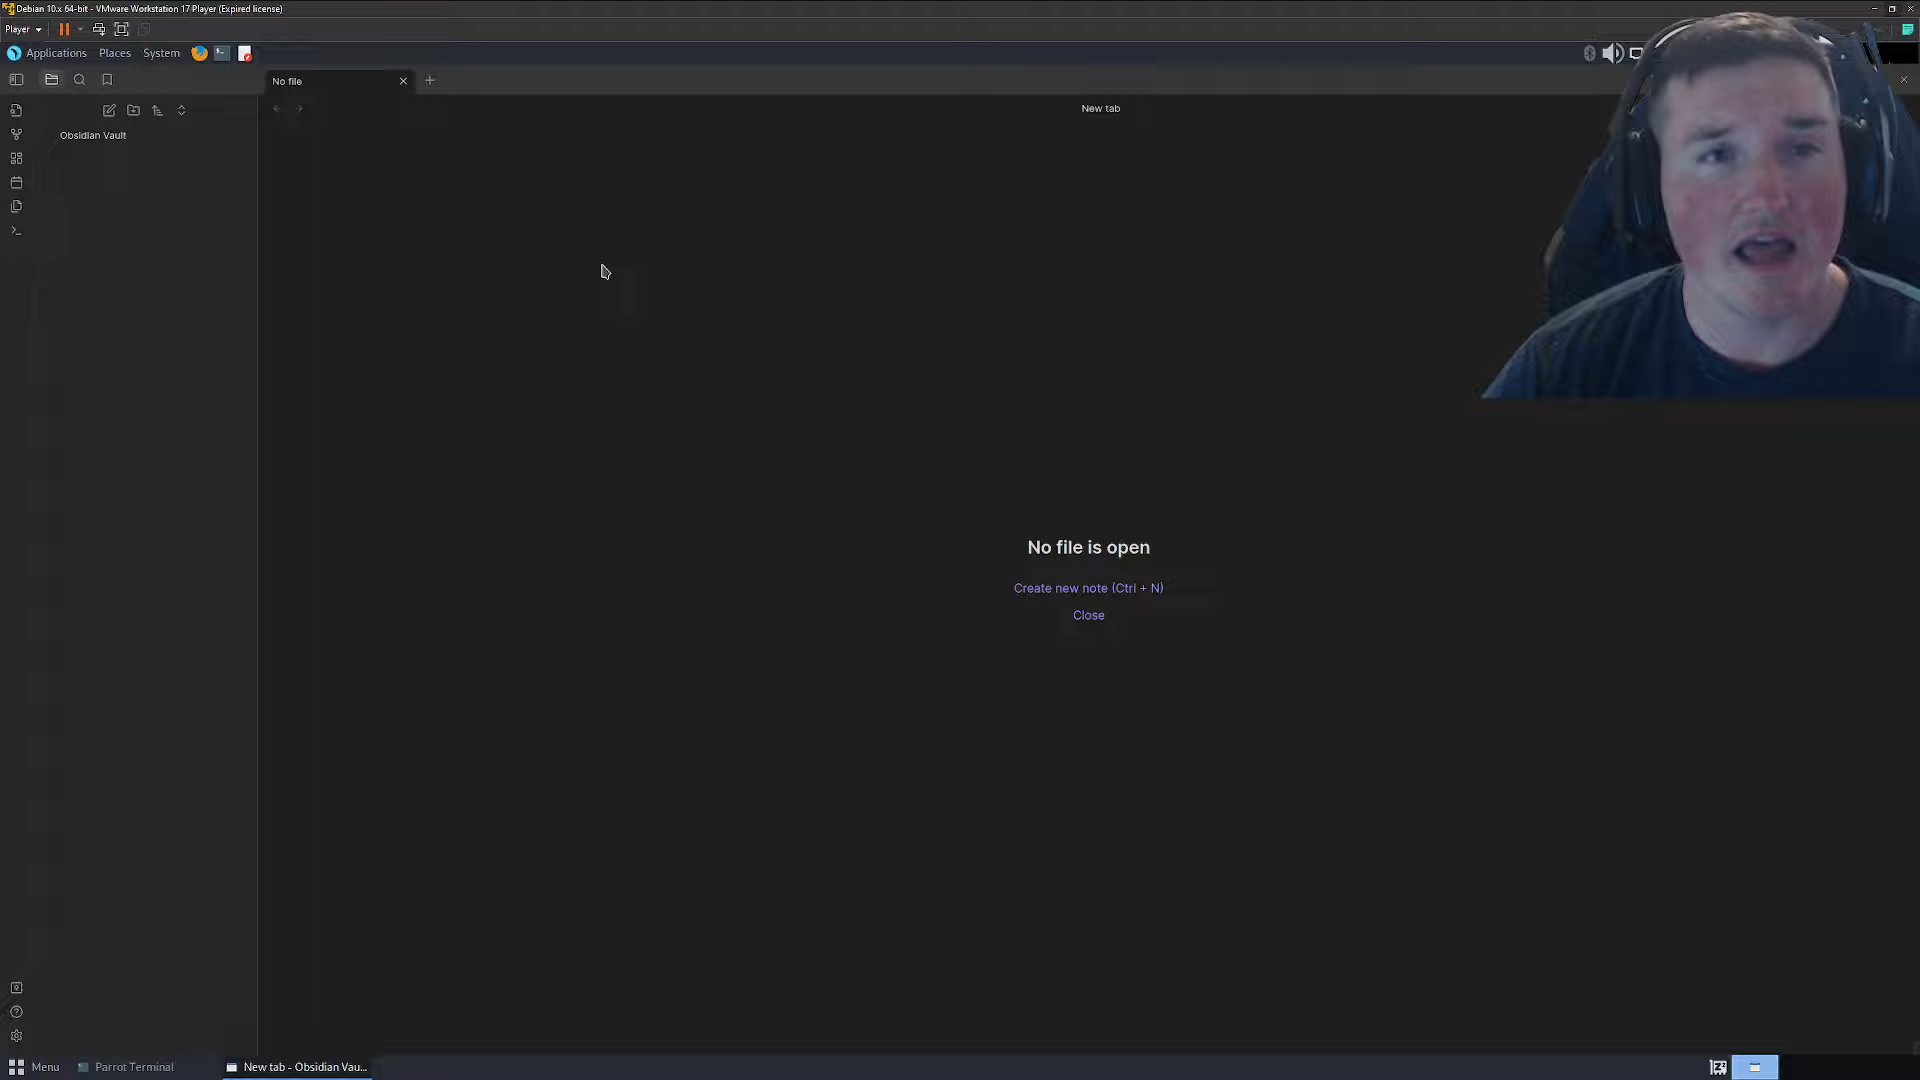 Debian 10.x 64-bit - VMware Workstation 17 Player (Expired license)
Player
Applications Places System
No file
New tab
Obsidian Vault
No file is open
Create new note (Ctrl + N)
Close
Menu Parrot Terminal New tab - Obsidian Vau...